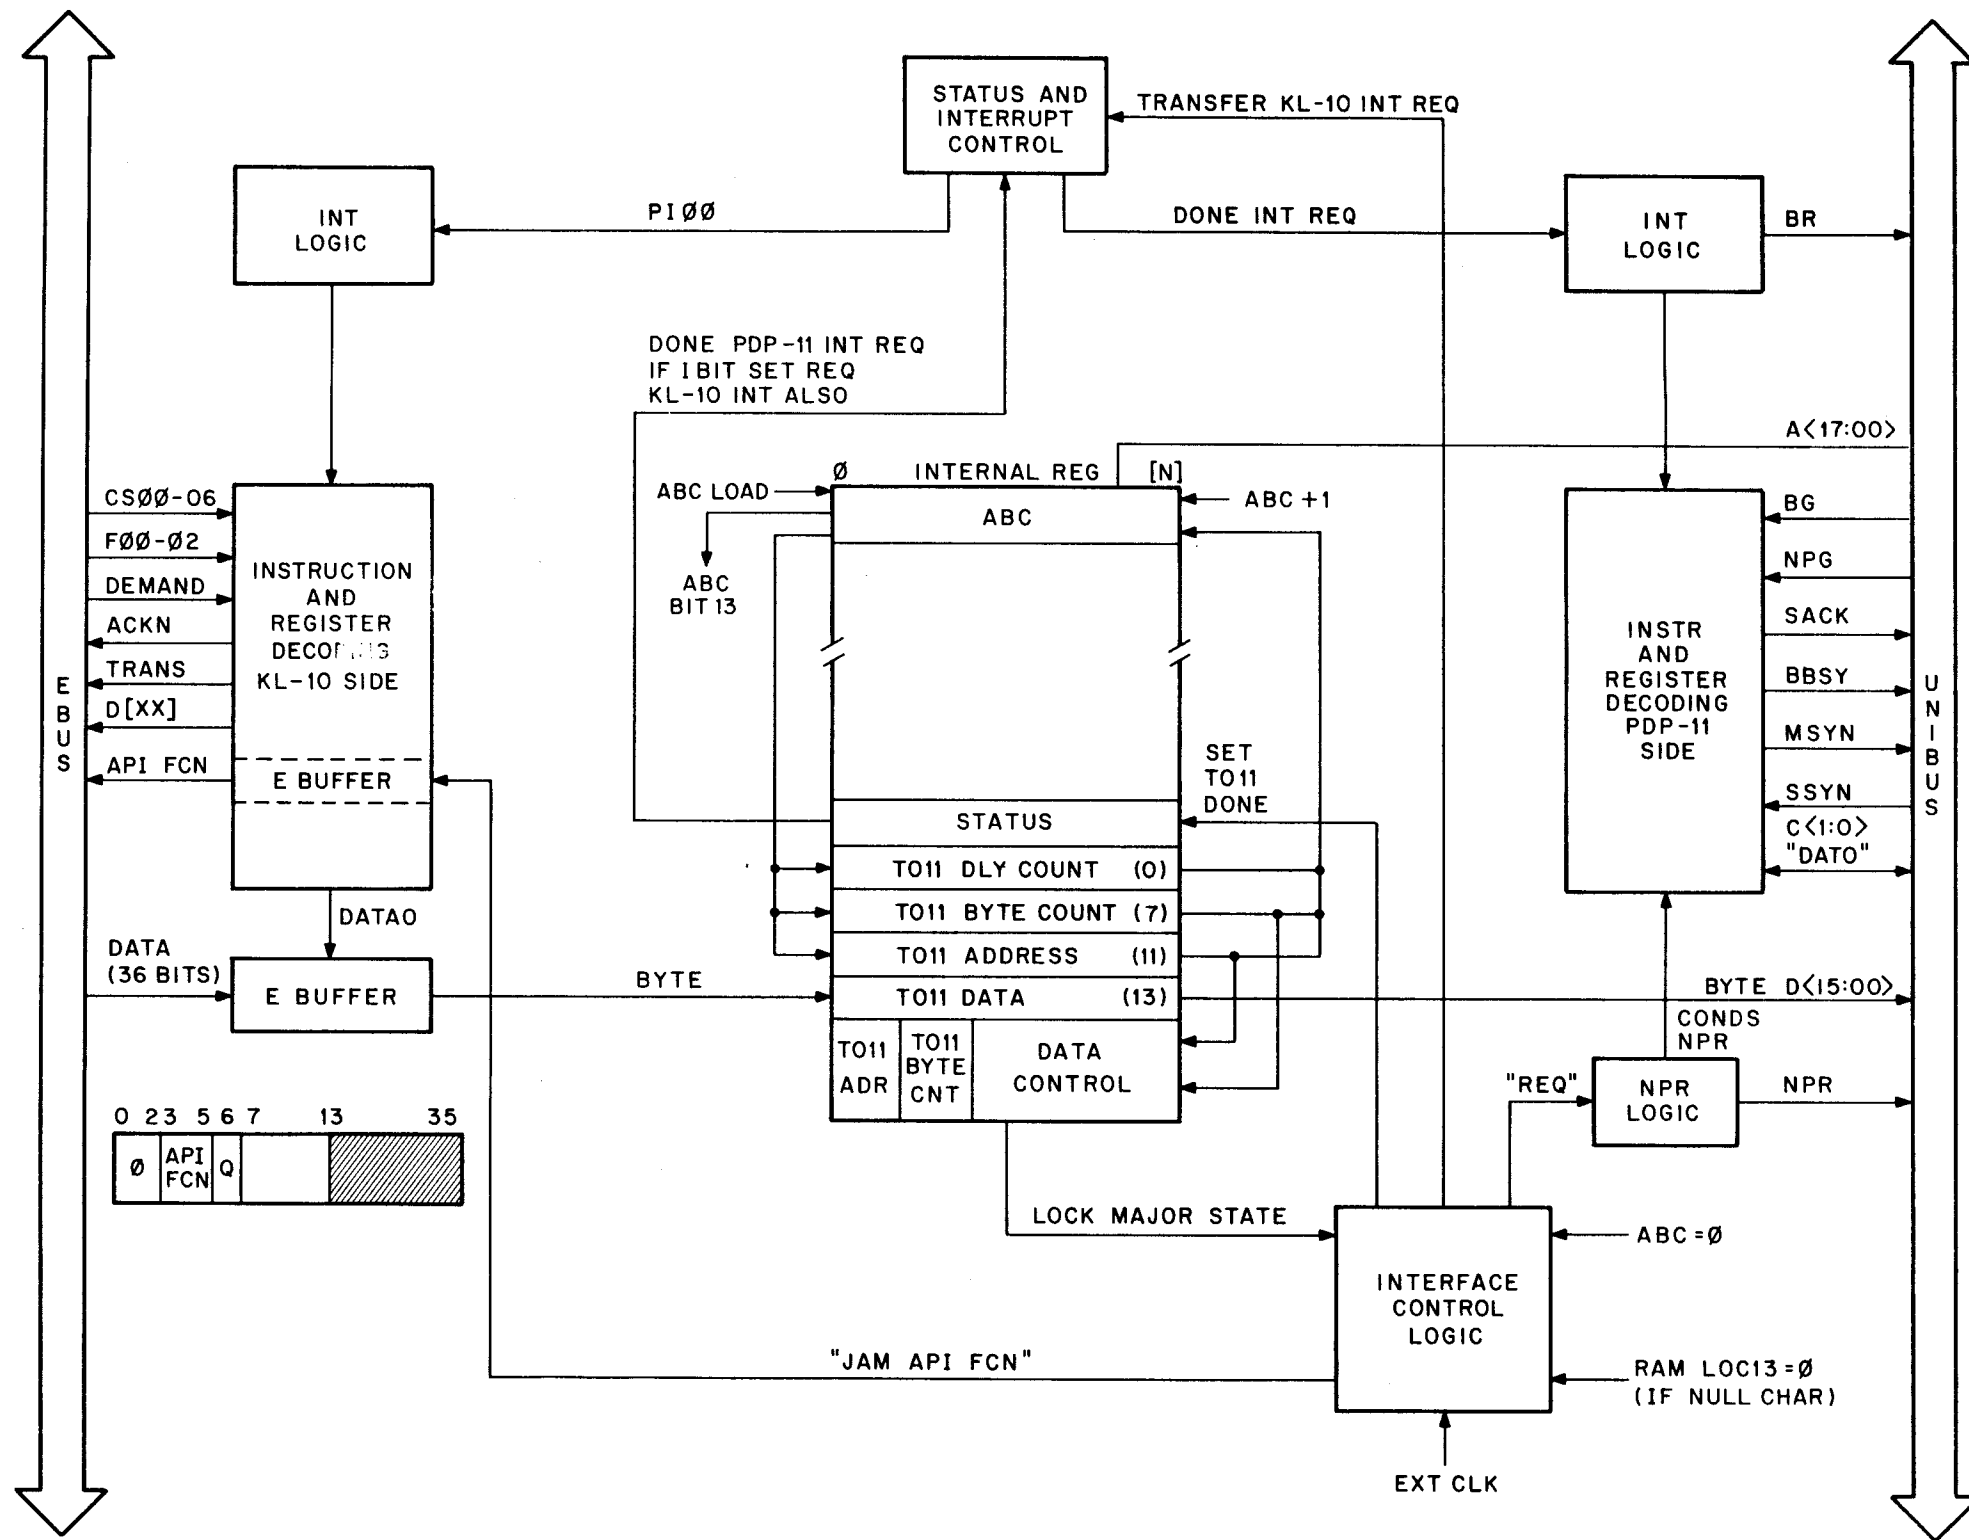 STATUS AND
INTERRUPT
CONTROL
TRANSFER KL-10 INT REQ
INT
LOGIC
PIØØ
DONE INT REQ
INT
LOGIC
BR
DONE PDP-11 INT REQ
IF I BIT SET REQ
KL-10 INT ALSO
A<17:00>
Ø INTERNAL REG [N]
ABC LOAD
ABC +1
ABC
ABC
BIT 13
CSØØ-06
FØØ-Ø2
DEMAND
ACKN
TRANS
D[XX]
API FCN
INSTRUCTION
AND
REGISTER
DECODING
KL-10 SIDE
E BUFFER
EBUS
BG
NPG
SACK
BBSY
MSYN
SSYN
C<1:0>
"DATO"
INSTR
AND
REGISTER
DECODING
PDP-11
SIDE
UNIBUS
SET
TO11
DONE
STATUS
TO11 DLY COUNT (0)
TO11 BYTE COUNT (7)
TO11 ADDRESS (11)
TO11 DATA (13)
TO11
ADR
TO11
BYTE
CNT
DATA
CONTROL
DATAO
DATA
(36 BITS)
E BUFFER
BYTE
BYTE D<15:00>
CONDS
NPR
"REQ"
NPR
LOGIC
NPR
0 23 5 6 7 13 35
Ø
API
FCN
Q
LOCK MAJOR STATE
ABC=Ø
INTERFACE
CONTROL
LOGIC
"JAM API FCN"
RAM LOC13=Ø
(IF NULL CHAR)
EXT CLK